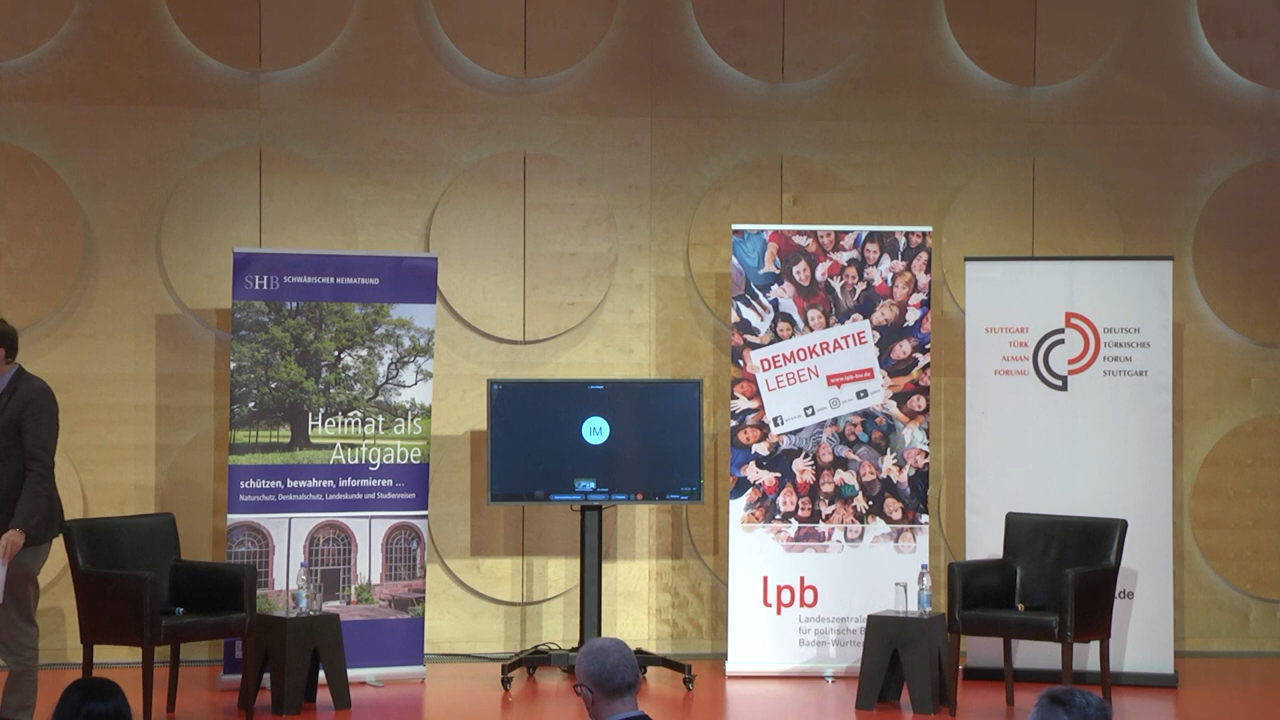 SHB SCHWÄBISCHER HEIMATBUND
Heimat als
Aufgabe
schützen, bewahren, informieren ...
Naturschutz, Denkmalschutz, Landeskunde und Studienreisen
IM
DEMOKRATIE
LEBEN
www.lpb-bw.de
lpb
Landeszentrale
für politische B
Baden-Württe
STUTTGART
TÜRK
ALMAN
FORUMU
DEUTSCH
TÜRKISCHES
FORUM
STUTTGART
.de